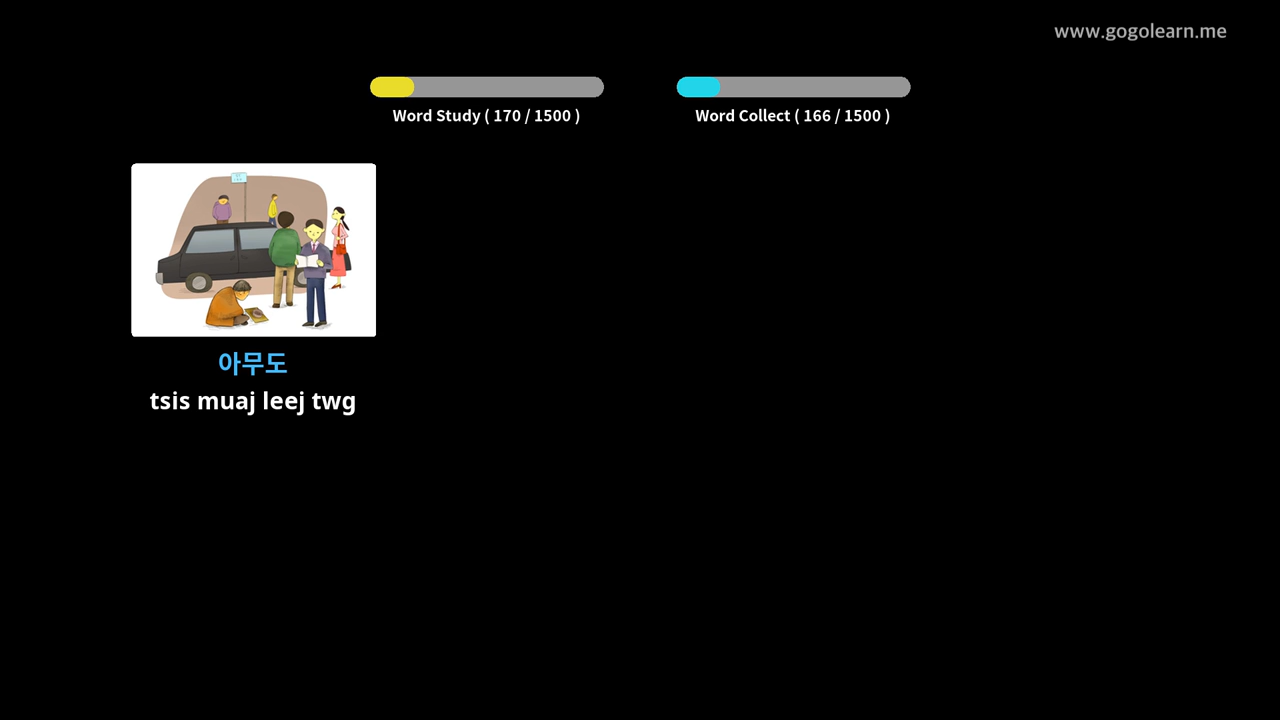 www.gogolearn.me
Word Study ( 170 / 1500 )
Word Collect ( 166 / 1500 )
아무도
tsis muaj leej twg